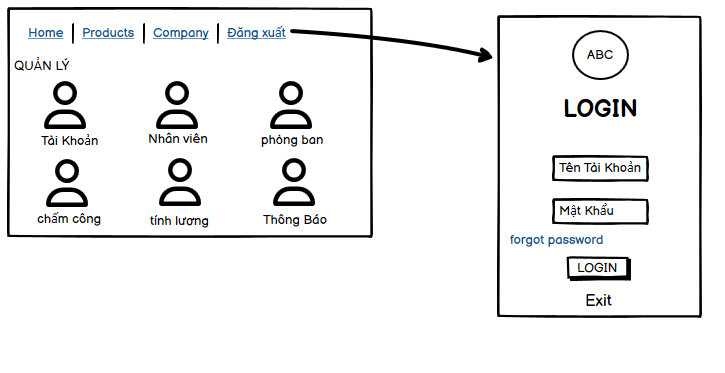 Home Products Company Đăng xuất
QUẢN LÝ
Tài Khoản Nhân viên phòng ban
chấm công tính lương Thông Báo
ABC
LOGIN
Tên Tài Khoản
Mật Khẩu
forgot password
LOGIN
Exit